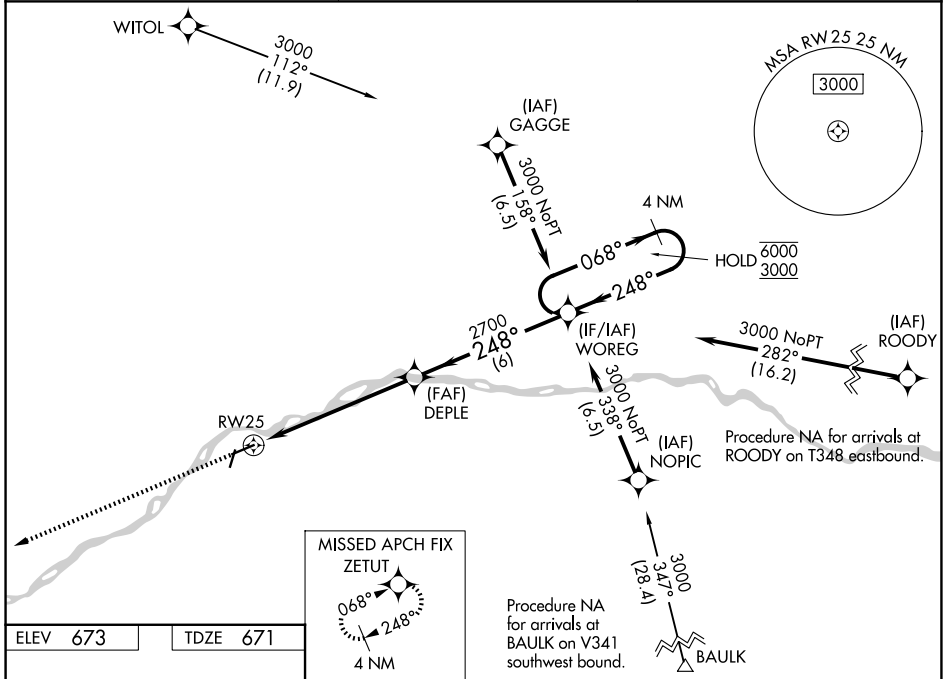 WITOL
3000
112°
(11.9)
MSA RW25 25 NM
3000
(IAF)
GAGGE
3000 NoPT
158°
(6.5)
4 NM
068°
HOLD
6000
3000
248°
2700
248°
(6)
(IF/IAF)
WOREG
3000 NoPT
282°
(16.2)
(IAF)
ROODY
(FAF)
DEPLE
3000 NoPT
338°
(6.5)
(IAF)
NOPIC
Procedure NA for arrivals at
ROODY on T348 eastbound.
RW25
MISSED APCH FIX
ZETUT
068°
248°
4 NM
3000
347°
(28.4)
Procedure NA
for arrivals at
BAULK on V341
southwest bound.
BAULK
ELEV 673
TDZE 671